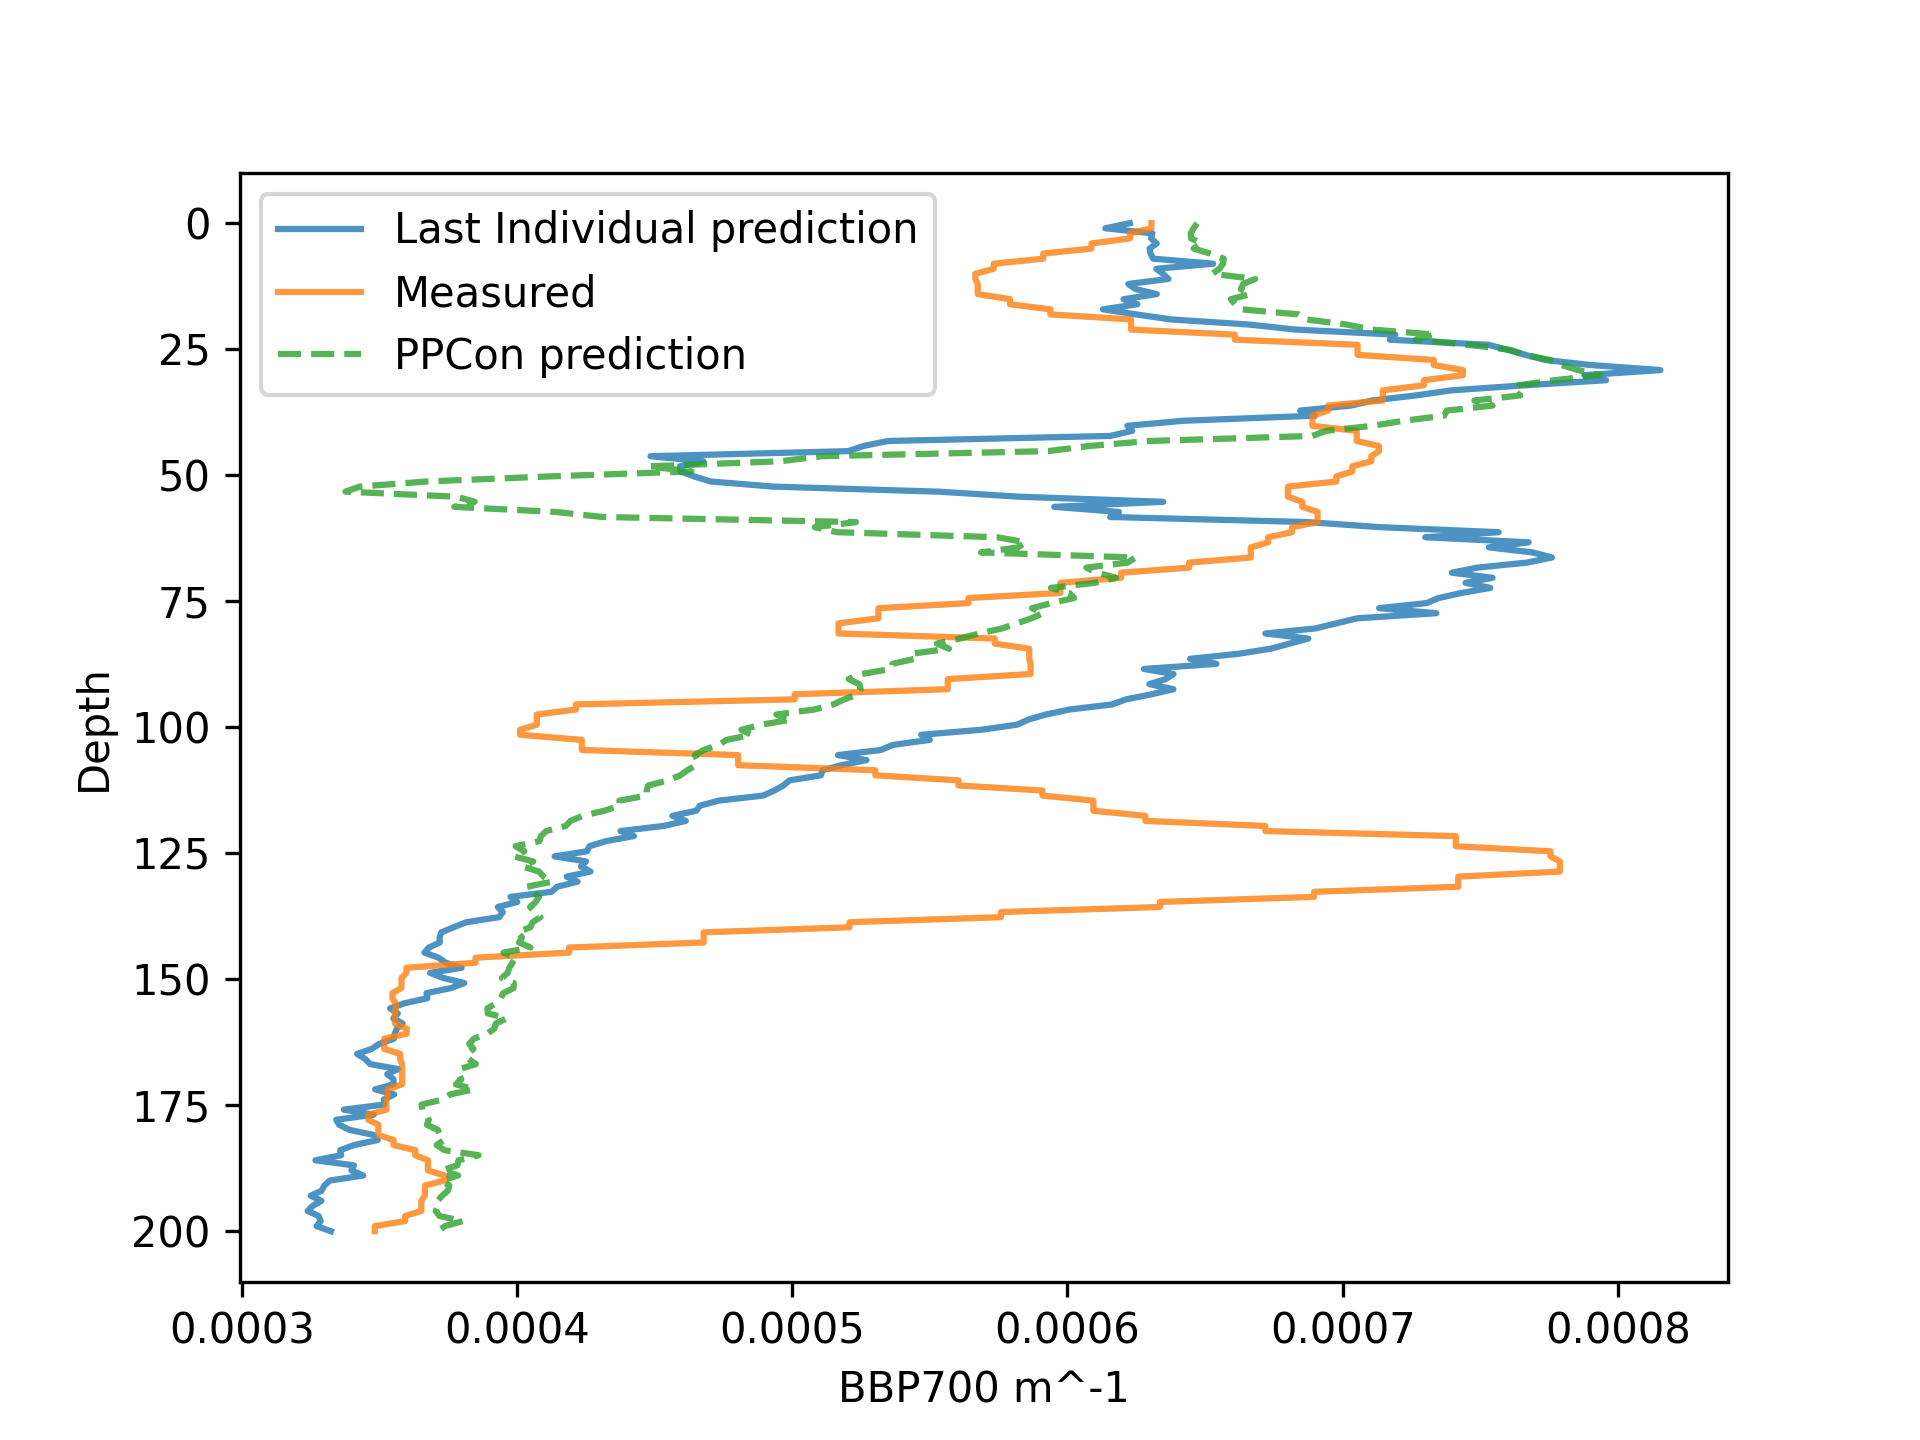 Last Individual prediction
Measured
PPCon prediction
0
25
50
75
100
125
150
175
200
Depth
0.0003 0.0004 0.0005 0.0006 0.0007 0.0008
BBP700 m^-1